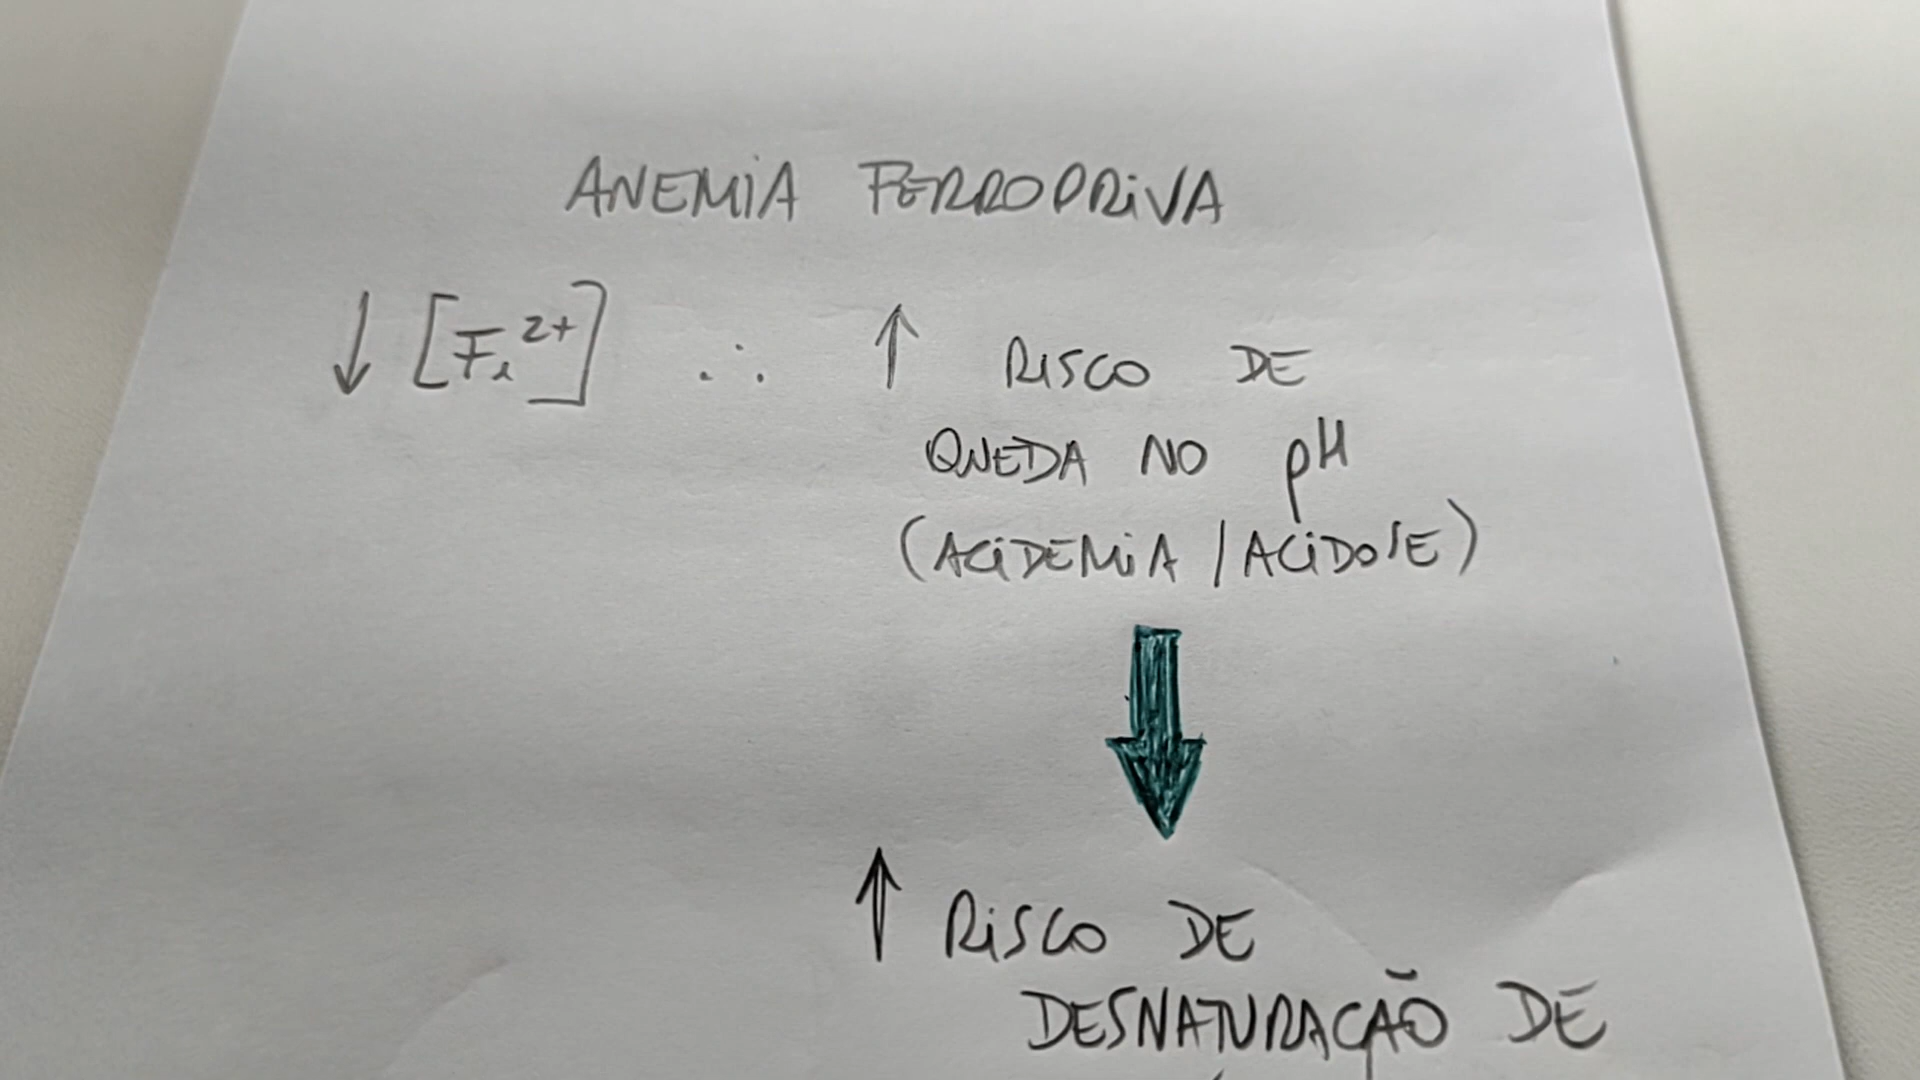 ANEMIA FERROPRIVA
↓ [Fe²⁺] ∴ ↑ RISCO DE
QUEDA NO pH
(ACIDEMIA / ACIDOSE)
↑ RISCO DE
DESNATURAÇÃO DE